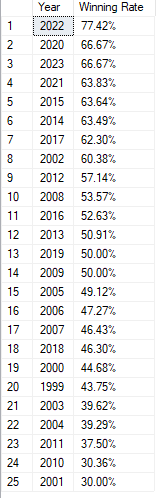 Year Winning Rate
1 2022 77.42%
2 2020 66.67%
3 2023 66.67%
4 2021 63.83%
5 2015 63.64%
6 2014 63.49%
7 2017 62.30%
8 2002 60.38%
9 2012 57.14%
10 2008 53.57%
11 2016 52.63%
12 2013 50.91%
13 2019 50.00%
14 2009 50.00%
15 2005 49.12%
16 2006 47.27%
17 2007 46.43%
18 2018 46.30%
19 2000 44.68%
20 1999 43.75%
21 2003 39.62%
22 2004 39.29%
23 2011 37.50%
24 2010 30.36%
25 2001 30.00%